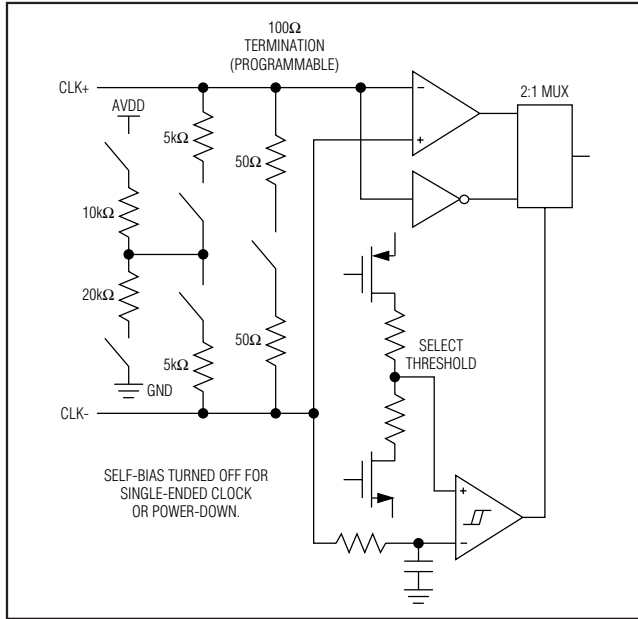 100Ω
TERMINATION
(PROGRAMMABLE)
CLK+
AVDD
2:1 MUX
5kΩ
50Ω
10kΩ
20kΩ
SELECT
THRESHOLD
50Ω
5kΩ
GND
CLK-
SELF-BIAS TURNED OFF FOR
SINGLE-ENDED CLOCK
OR POWER-DOWN.
−
+
+
−